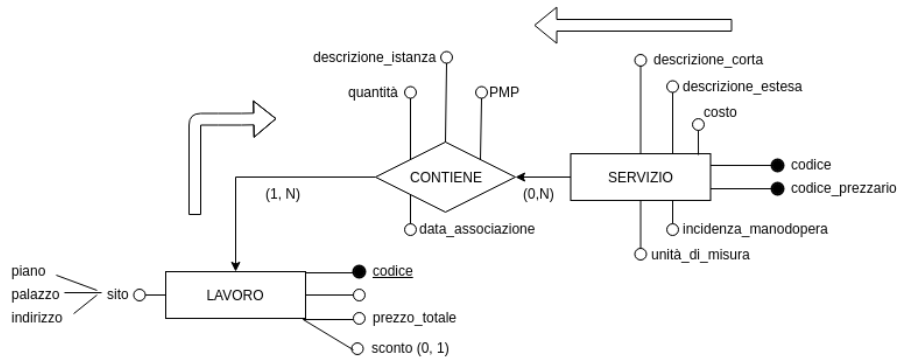 descrizione_istanza
quantità
PMP
descrizione_corta
descrizione_estesa
costo
CONTIENE
SERVIZIO
codice
codice_prezzario
(1, N)
(0,N)
data_associazione
incidenza_manodopera
unità_di_misura
piano
palazzo
indirizzo
sito
LAVORO
codice
prezzo_totale
sconto (0, 1)